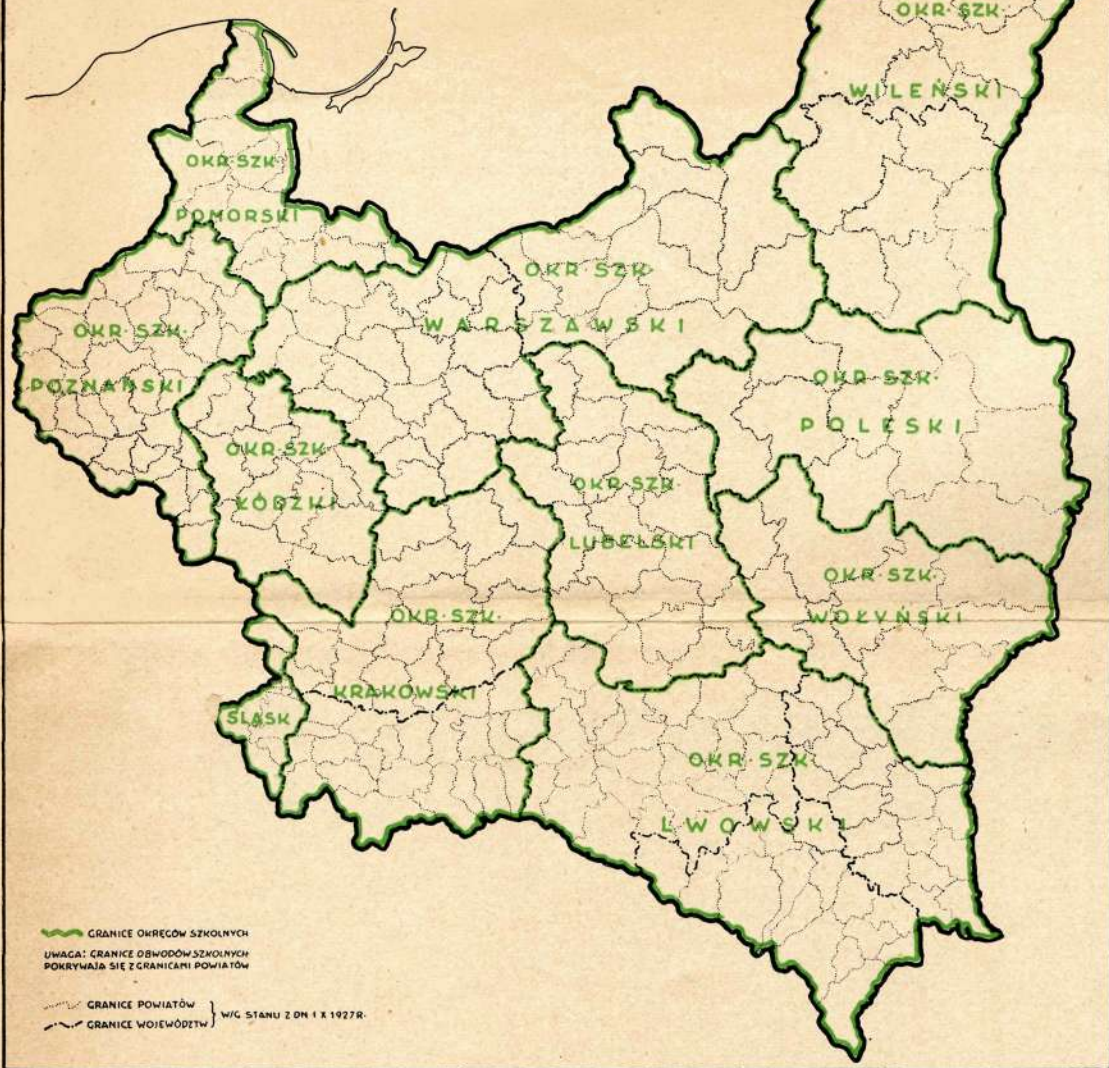 OKR·SZK·
WILEŃSKI
OKR·SZK·
POMORSKI
OKR·SZK·
WARSZAWSKI
OKR·SZK·
POZNAŃSKI
OKR·SZK·
POLESKI
OKR·SZK·
ŁÓDZKI
OKR·SZK·
LUBELSKI
OKR·SZK·
WOŁYŃSKI
OKR·SZK·
KRAKOWSKI
ŚLĄSK
OKR·SZK·
LWOWSKI
GRANICE OKRĘGÓW SZKOLNYCH
UWAGA: GRANICE OBWODÓW SZKOLNYCH
POKRYWAJĄ SIĘ Z GRANICAMI POWIATÓW
GRANICE POWIATÓW
GRANICE WOJEWÓDZTW
W/G STANU Z DN 1 X 1927 R·